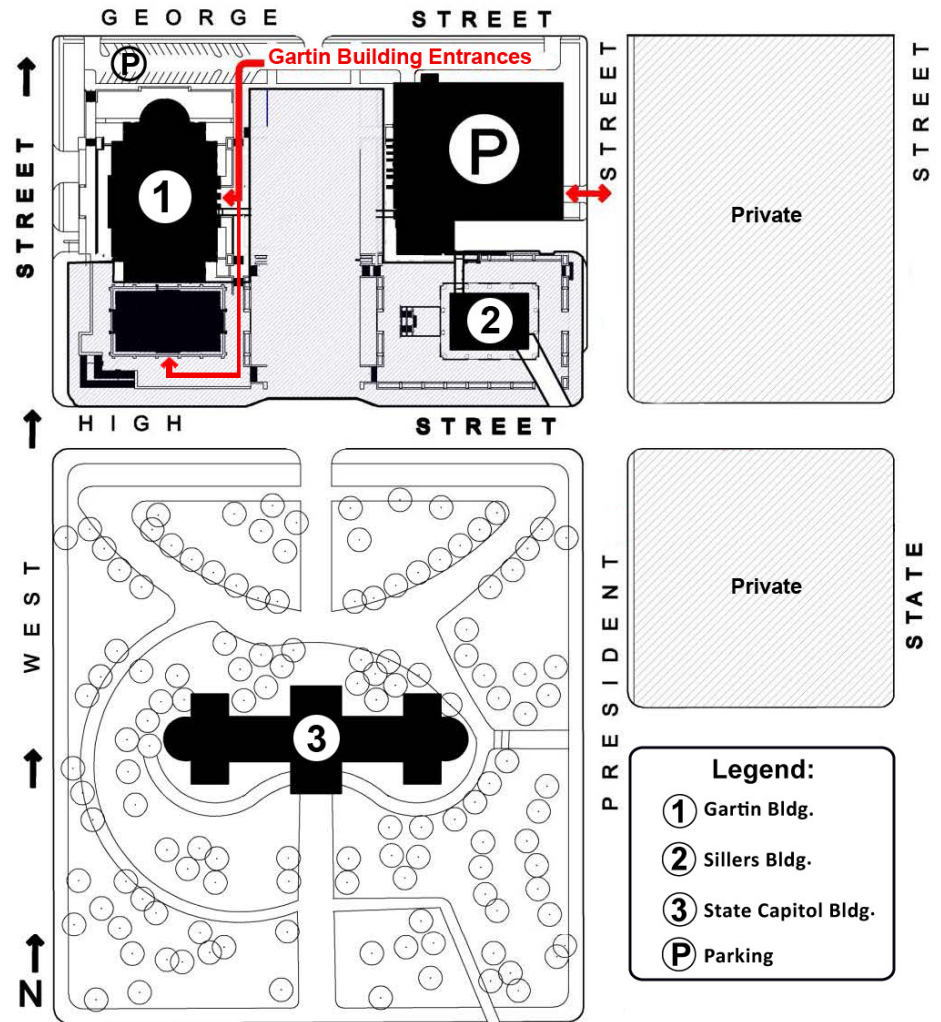 GEORGE STREET
P
Gartin Building Entrances
STREET
STREET
STREET
P
1
Private
2
HIGH STREET
WEST
PRESIDENT
STATE
Private
3
N
Legend:
1 Gartin Bldg.
2 Sillers Bldg.
3 State Capitol Bldg.
P Parking